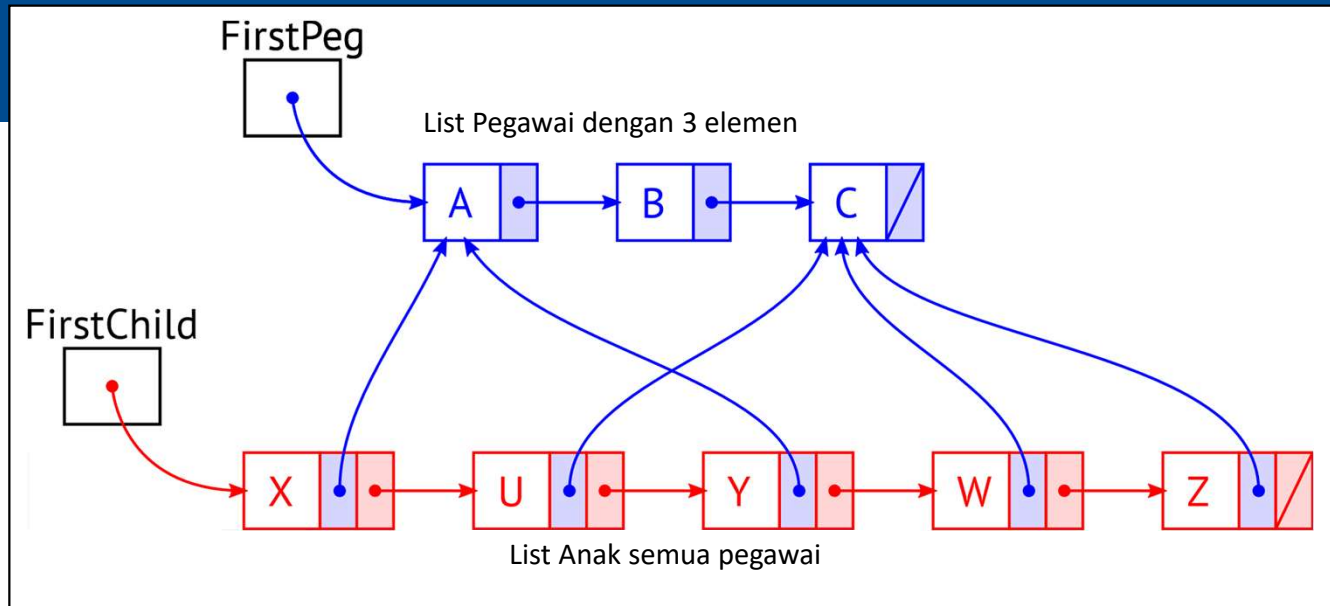 FirstPeg
List Pegawai dengan 3 elemen
A B C
FirstChild
X U Y W Z
List Anak semua pegawai